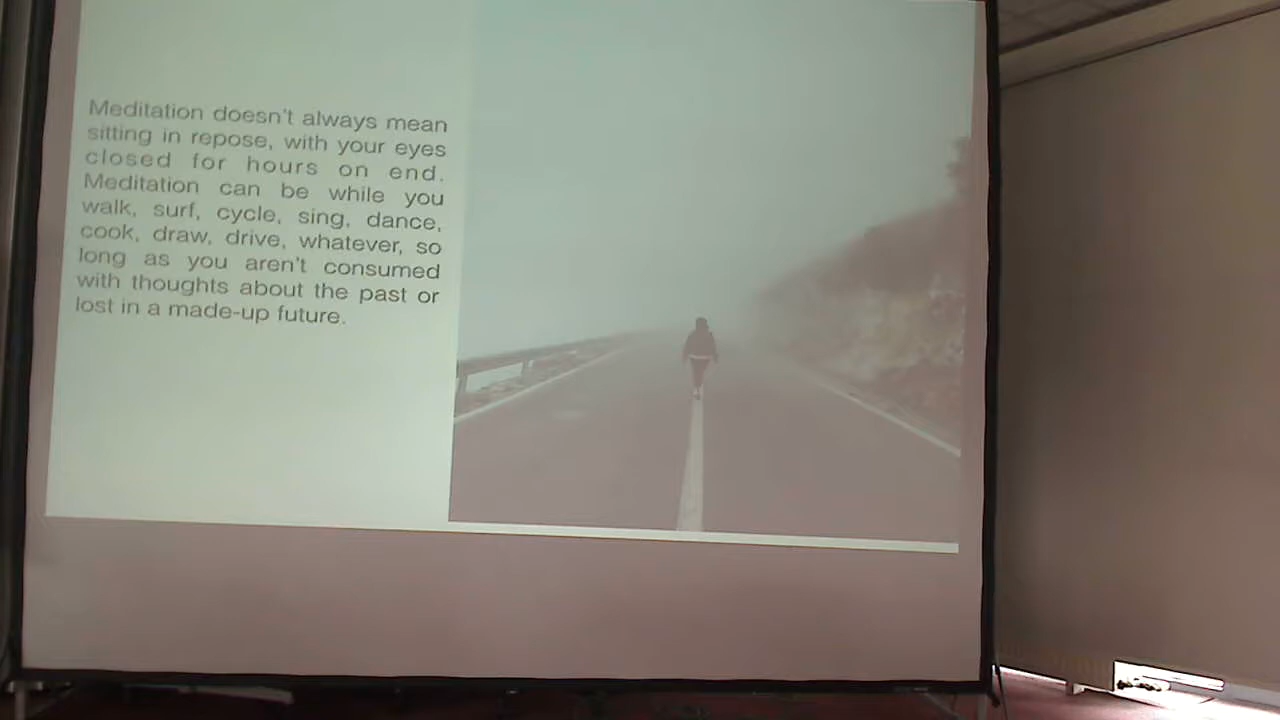 Meditation doesn't always mean
sitting in repose, with your eyes
closed for hours on end.
Meditation can be while you
walk, surf, cycle, sing, dance,
cook, draw, drive, whatever, so
long as you aren't consumed
with thoughts about the past or
lost in a made-up future.